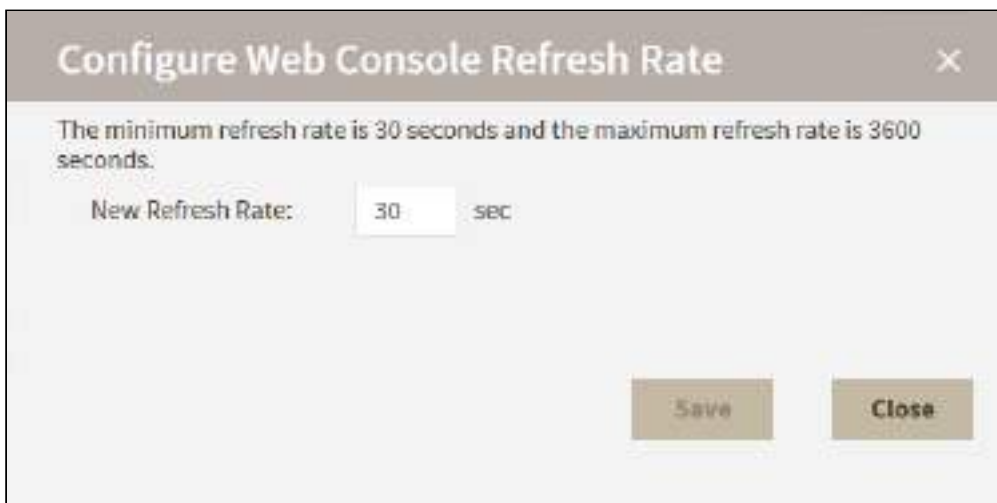 Configure Web Console Refresh Rate
The minimum refresh rate is 30 seconds and the maximum refresh rate is 3600
seconds.
New Refresh Rate: 30 sec
Save Close